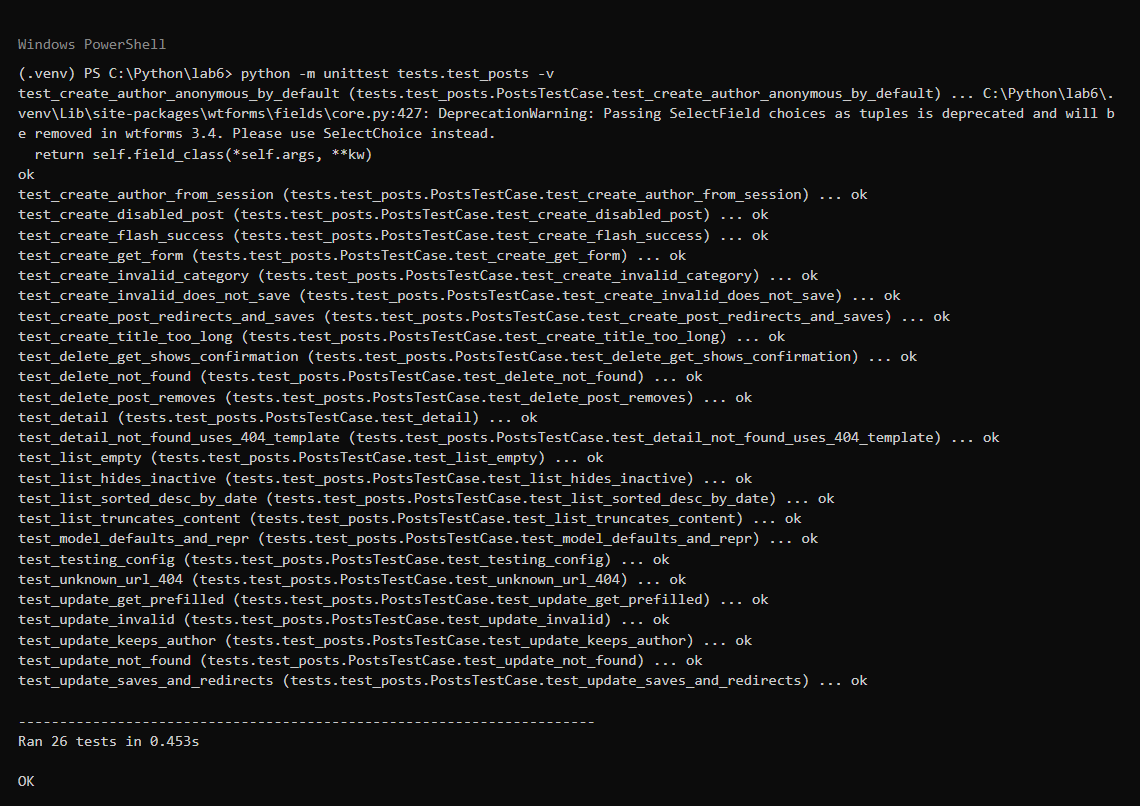 Windows PowerShell
(.venv) PS C:\Python\lab6> python -m unittest tests.test_posts -v
test_create_author_anonymous_by_default (tests.test_posts.PostsTestCase.test_create_author_anonymous_by_default) ... C:\Python\lab6\.
venv\Lib\site-packages\wtforms\fields\core.py:427: DeprecationWarning: Passing SelectField choices as tuples is deprecated and will b
e removed in wtforms 3.4. Please use SelectChoice instead.
  return self.field_class(*self.args, **kw)
ok
test_create_author_from_session (tests.test_posts.PostsTestCase.test_create_author_from_session) ... ok
test_create_disabled_post (tests.test_posts.PostsTestCase.test_create_disabled_post) ... ok
test_create_flash_success (tests.test_posts.PostsTestCase.test_create_flash_success) ... ok
test_create_get_form (tests.test_posts.PostsTestCase.test_create_get_form) ... ok
test_create_invalid_category (tests.test_posts.PostsTestCase.test_create_invalid_category) ... ok
test_create_invalid_does_not_save (tests.test_posts.PostsTestCase.test_create_invalid_does_not_save) ... ok
test_create_post_redirects_and_saves (tests.test_posts.PostsTestCase.test_create_post_redirects_and_saves) ... ok
test_create_title_too_long (tests.test_posts.PostsTestCase.test_create_title_too_long) ... ok
test_delete_get_shows_confirmation (tests.test_posts.PostsTestCase.test_delete_get_shows_confirmation) ... ok
test_delete_not_found (tests.test_posts.PostsTestCase.test_delete_not_found) ... ok
test_delete_post_removes (tests.test_posts.PostsTestCase.test_delete_post_removes) ... ok
test_detail (tests.test_posts.PostsTestCase.test_detail) ... ok
test_detail_not_found_uses_404_template (tests.test_posts.PostsTestCase.test_detail_not_found_uses_404_template) ... ok
test_list_empty (tests.test_posts.PostsTestCase.test_list_empty) ... ok
test_list_hides_inactive (tests.test_posts.PostsTestCase.test_list_hides_inactive) ... ok
test_list_sorted_desc_by_date (tests.test_posts.PostsTestCase.test_list_sorted_desc_by_date) ... ok
test_list_truncates_content (tests.test_posts.PostsTestCase.test_list_truncates_content) ... ok
test_model_defaults_and_repr (tests.test_posts.PostsTestCase.test_model_defaults_and_repr) ... ok
test_testing_config (tests.test_posts.PostsTestCase.test_testing_config) ... ok
test_unknown_url_404 (tests.test_posts.PostsTestCase.test_unknown_url_404) ... ok
test_update_get_prefilled (tests.test_posts.PostsTestCase.test_update_get_prefilled) ... ok
test_update_invalid (tests.test_posts.PostsTestCase.test_update_invalid) ... ok
test_update_keeps_author (tests.test_posts.PostsTestCase.test_update_keeps_author) ... ok
test_update_not_found (tests.test_posts.PostsTestCase.test_update_not_found) ... ok
test_update_saves_and_redirects (tests.test_posts.PostsTestCase.test_update_saves_and_redirects) ... ok
----------------------------------------------------------------------
Ran 26 tests in 0.453s
OK